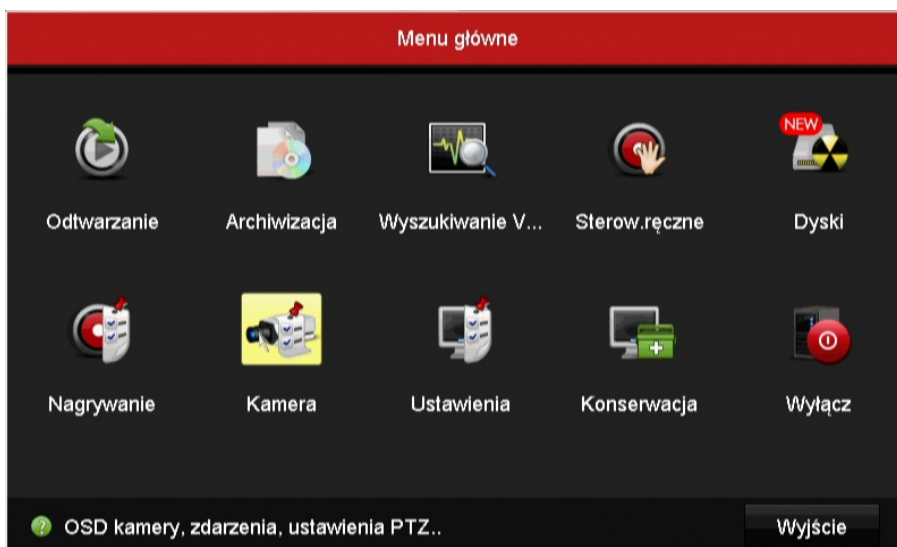 Menu główne
NEW
Odtwarzanie
Archiwizacja
Wyszukiwanie V...
Sterow.ręczne
Dyski
Nagrywanie
Kamera
Ustawienia
Konserwacja
Wyłącz
OSD kamery, zdarzenia, ustawienia PTZ..
Wyjście